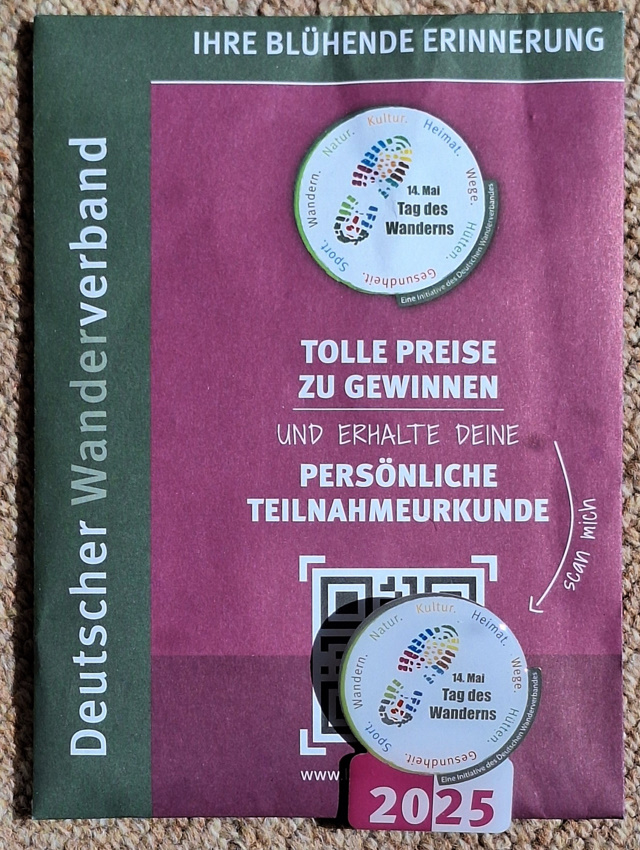 IHRE BLÜHENDE ERINNERUNG
Deutscher Wanderverband
Sport. Wandern. Natur. Kultur. Heimat. Wege. Hütten. Gesundheit.
14. Mai
Tag des
Wanderns
Eine Initiative des Deutschen Wanderverbandes
TOLLE PREISE
ZU GEWINNEN
UND ERHALTE DEINE
PERSÖNLICHE
TEILNAHMEURKUNDE
scan mich
Sport. Wandern. Natur. Kultur. Heimat. Wege. Hütten. Gesundheit.
14. Mai
Tag des
Wanderns
Eine Initiative des Deutschen Wanderverbandes
www.
2025